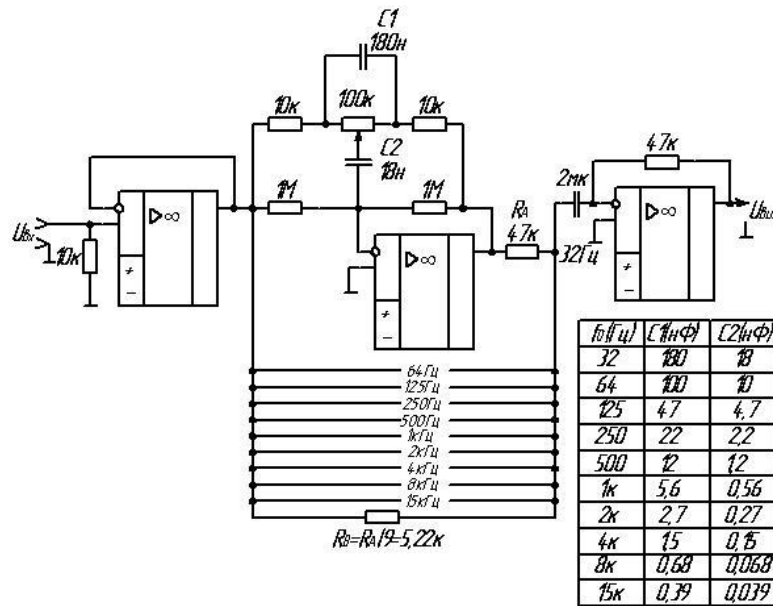 C1
180н
10к
100к
10к
C2
18н
1М
1М
47к
2мк
▷∞
+
−
Uвх
10к
▷∞
+
−
RA
47к
32Гц
▷∞
+
−
Uвых
64Гц
125Гц
250Гц
500Гц
1кГц
2кГц
4кГц
8кГц
15кГц
RB=RA/9=5,22к
f0(Гц) C1(нФ) C2(нФ)
32 180 18
64 100 10
125 47 4,7
250 22 2,2
500 12 1,2
1к 5,6 0,56
2к 2,7 0,27
4к 1,5 0,15
8к 0,68 0,068
15к 0,39 0,039